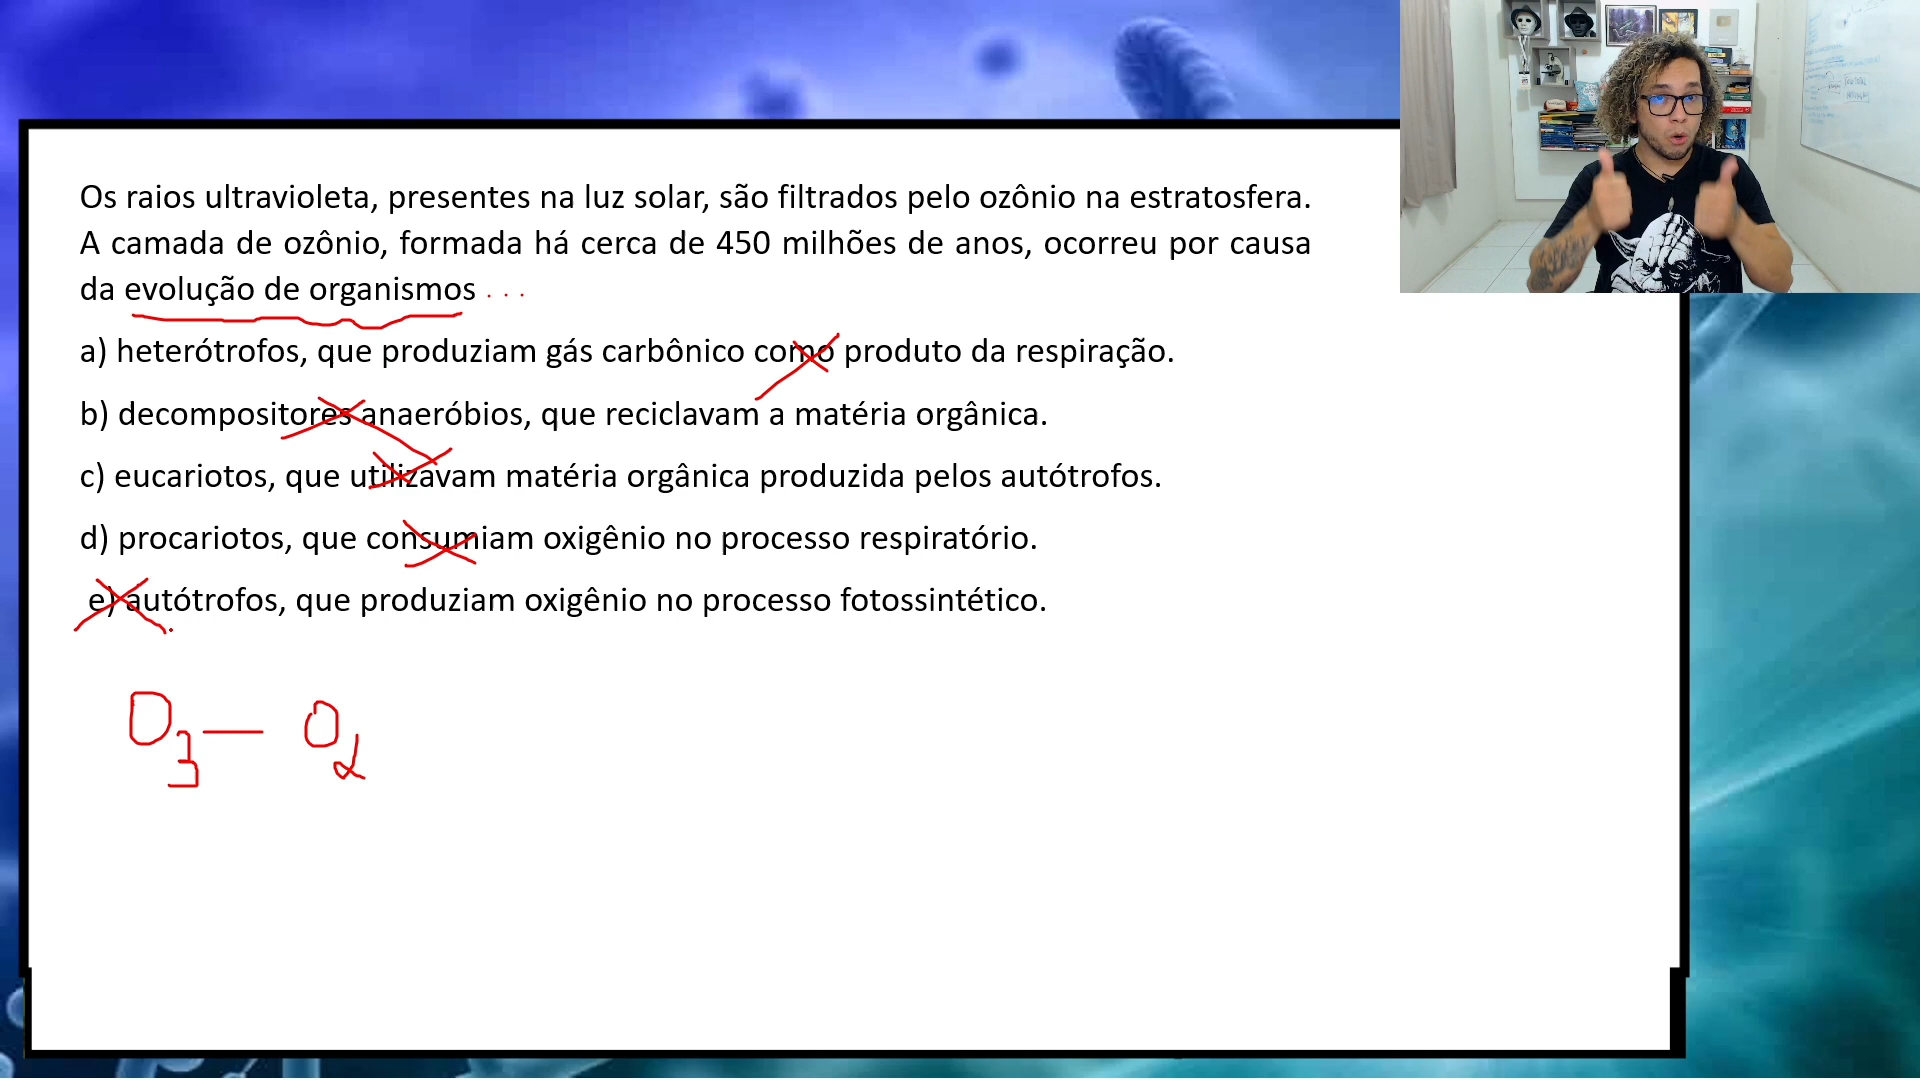 Os raios ultravioleta, presentes na luz solar, são filtrados pelo ozônio na estratosfera.
A camada de ozônio, formada há cerca de 450 milhões de anos, ocorreu por causa
da evolução de organismos . . .
a) heterótrofos, que produziam gás carbônico como produto da respiração.
b) decompositores anaeróbios, que reciclavam a matéria orgânica.
c) eucariotos, que utilizavam matéria orgânica produzida pelos autótrofos.
d) procariotos, que consumiam oxigênio no processo respiratório.
e) autótrofos, que produziam oxigênio no processo fotossintético.
O3 — O2